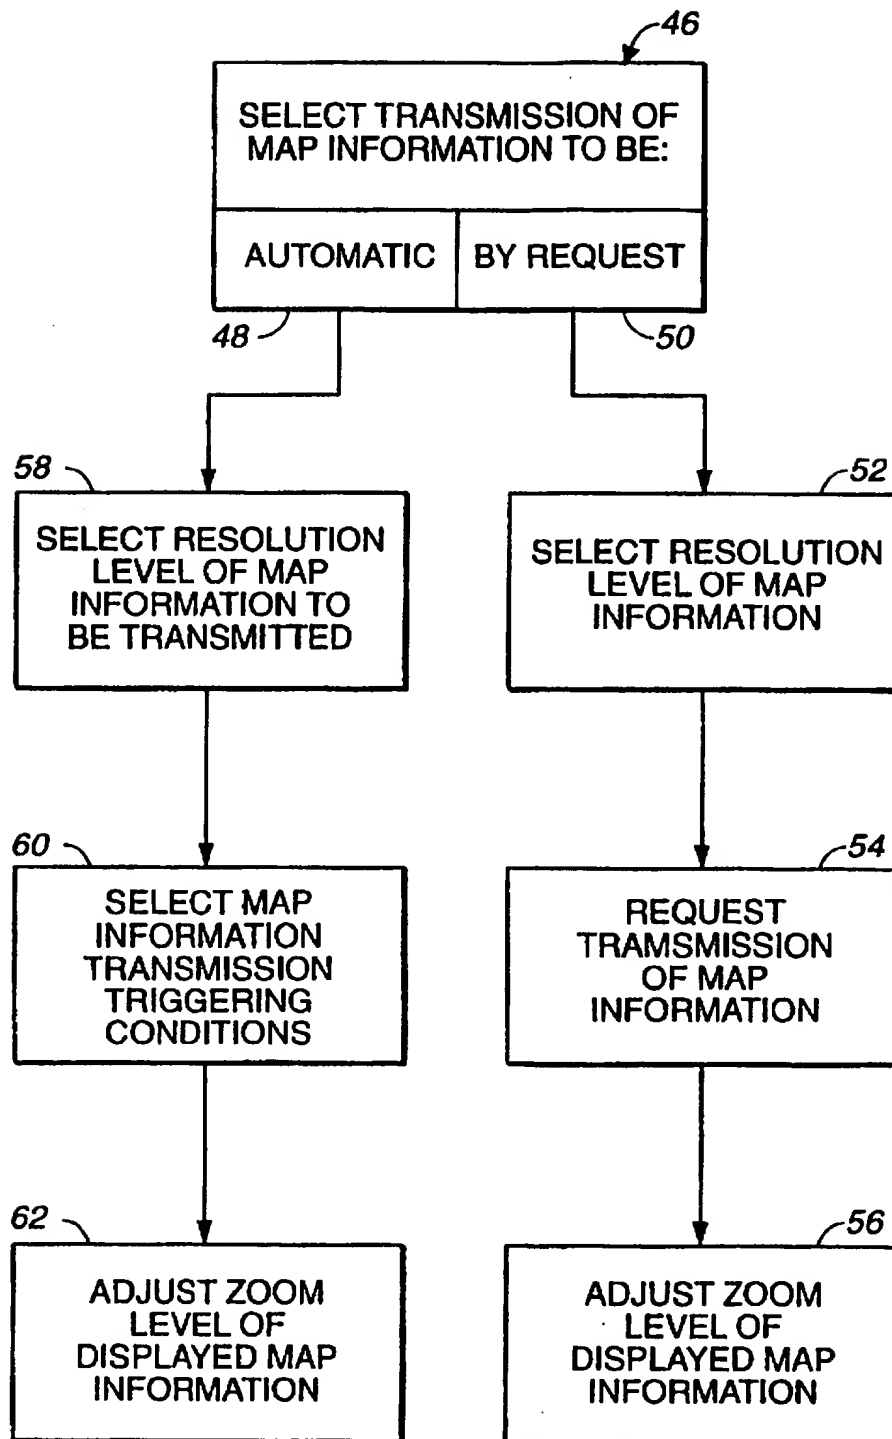 46
SELECT TRANSMISSION OF
MAP INFORMATION TO BE:
AUTOMATIC
BY REQUEST
48
50
58
SELECT RESOLUTION
LEVEL OF MAP
INFORMATION TO
BE TRANSMITTED
52
SELECT RESOLUTION
LEVEL OF MAP
INFORMATION
60
SELECT MAP
INFORMATION
TRANSMISSION
TRIGGERING
CONDITIONS
54
REQUEST
TRAMSMISSION
OF MAP
INFORMATION
62
ADJUST ZOOM
LEVEL OF
DISPLAYED MAP
INFORMATION
56
ADJUST ZOOM
LEVEL OF
DISPLAYED MAP
INFORMATION